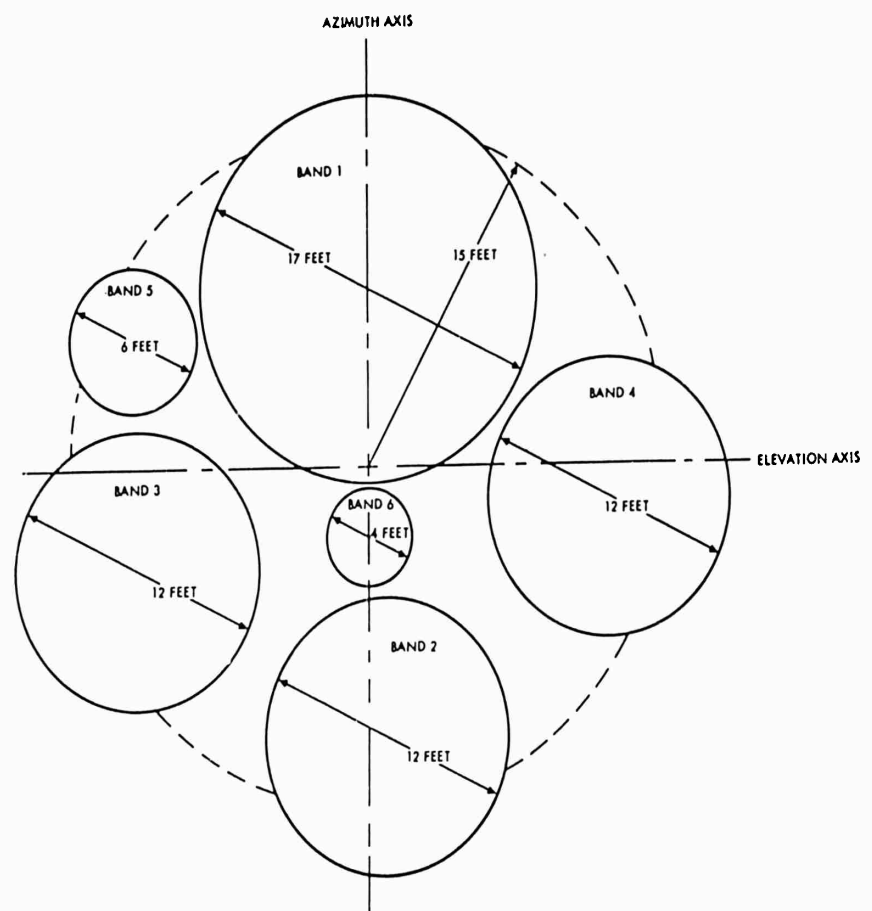 AZIMUTH AXIS
BAND 1
17 FEET
15 FEET
BAND 5
6 FEET
BAND 4
ELEVATION AXIS
BAND 3
12 FEET
BAND 6
4 FEET
12 FEET
BAND 2
12 FEET